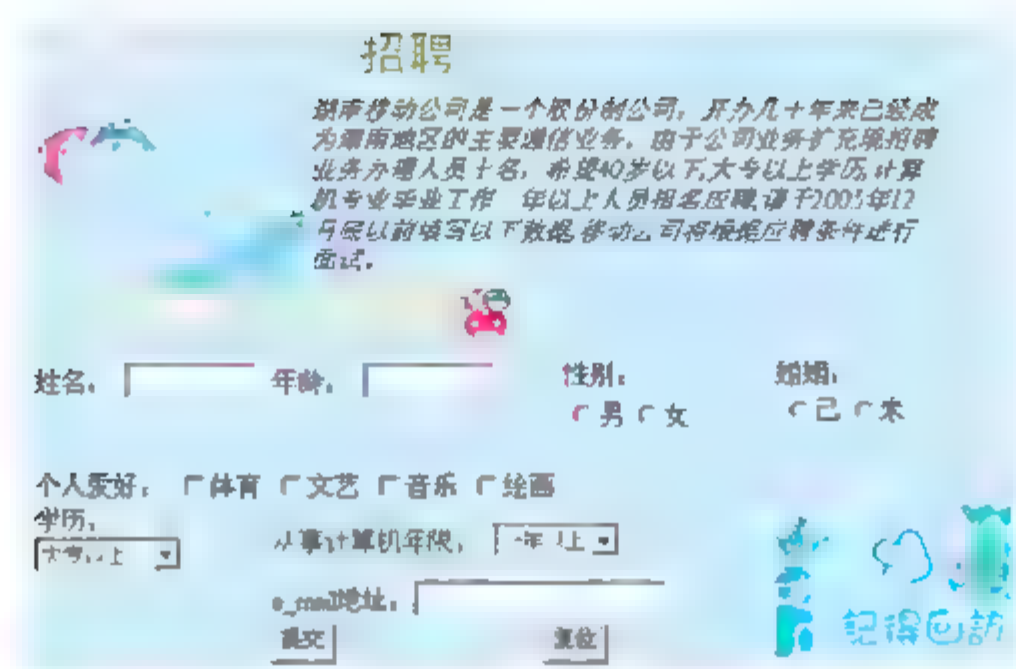 招聘
湖南移动公司是一个股份制公司，开办几十年来已经成
为湖南地区的主要通信业务。由于公司业务扩充现招聘
业务办理人员十名，希望40岁以下,大专以上学历,计算
机专业毕业工作 年以上人员报名应聘,请于2005年12
月底以前填写以下数据,移动公司将根据应聘条件进行
面试。
姓名： 年龄： 性别： 婚姻：
男 女 已 未
个人爱好： 体育 文艺 音乐 绘画
学历：
大专以上 从事计算机年限： 一年以上
e_mail地址：
提交 复位
记得回訪